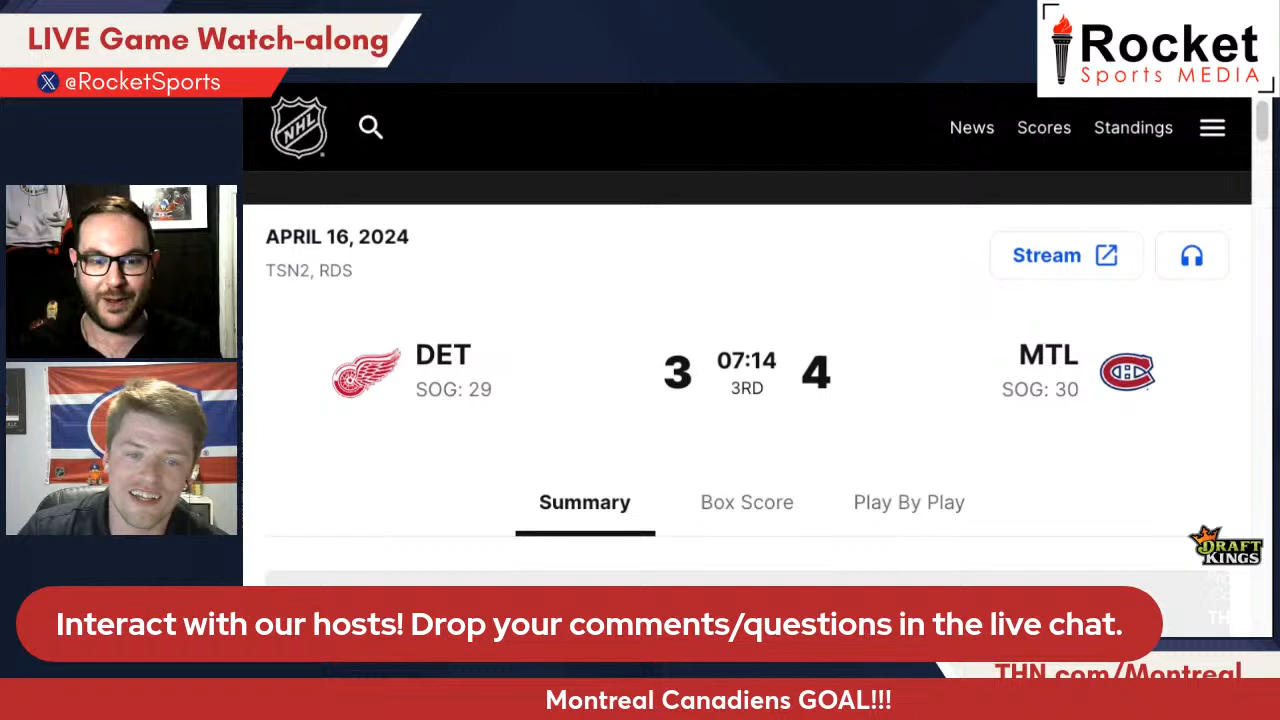 LIVE Game Watch-along
@RocketSports
Rocket
Sports MEDIA
NHL
News Scores Standings
APRIL 16, 2024
TSN2, RDS
Stream
DET
SOG: 29
3
07:14
3RD
4
MTL
SOG: 30
Summary Box Score Play By Play
DRAFT
KINGS
TH
Interact with our hosts! Drop your comments/questions in the live chat.
THN.com/Montreal
Montreal Canadiens GOAL!!!